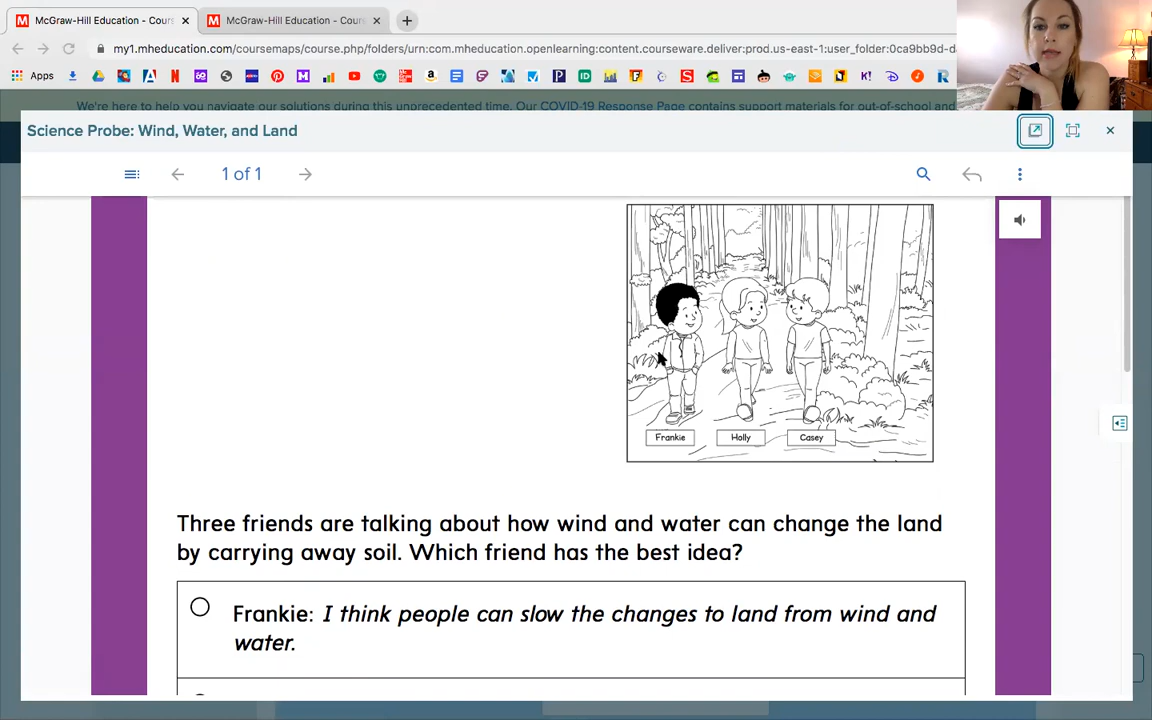 McGraw-Hill Education - Cours
McGraw-Hill Education - Cour
my1.mheducation.com/coursemaps/course.php/folders/urn:com.mheducation.openlearning:content.courseware.deliver:prod.us-east-1:user_folder:0ca9bb9d-d
Apps
We're here to help you navigate our solutions during this unprecedented time. Our COVID-19 Response Page contains support materials for out-of-school and
Science Probe: Wind, Water, and Land
1 of 1
Frankie
Holly
Casey
Three friends are talking about how wind and water can change the land
by carrying away soil. Which friend has the best idea?
Frankie: I think people can slow the changes to land from wind and
water.